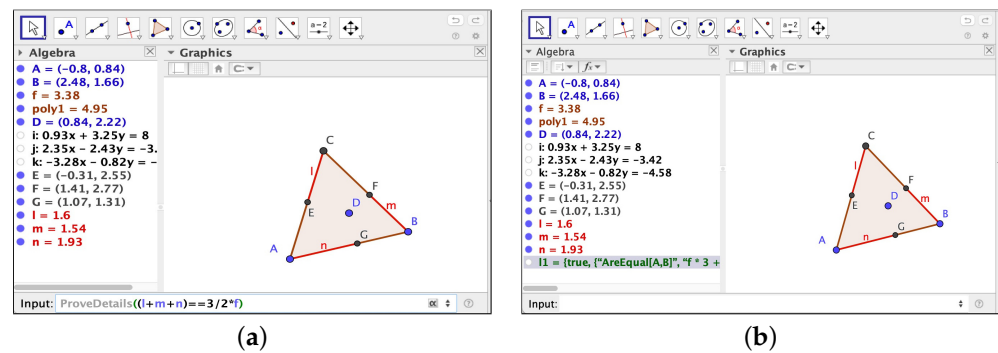 A
a=2
Algebra
Graphics
A = (-0.8, 0.84)
B = (2.48, 1.66)
f = 3.38
poly1 = 4.95
D = (0.84, 2.22)
i: 0.93x + 3.25y = 8
j: 2.35x - 2.43y = -3.
k: -3.28x - 0.82y = -
E = (-0.31, 2.55)
F = (1.41, 2.77)
G = (1.07, 1.31)
l = 1.6
m = 1.54
n = 1.93
C
l
F
D
m
E
B
G
A
n
Input: ProveDetails((l+m+n)==3/2*f) α
(a)
A
a=2
Algebra
Graphics
fx
A = (-0.8, 0.84)
B = (2.48, 1.66)
f = 3.38
poly1 = 4.95
D = (0.84, 2.22)
i: 0.93x + 3.25y = 8
j: 2.35x - 2.43y = -3.42
k: -3.28x - 0.82y = -4.58
E = (-0.31, 2.55)
F = (1.41, 2.77)
G = (1.07, 1.31)
l = 1.6
m = 1.54
n = 1.93
l1 = {true, {"AreEqual[A,B]", "f * 3 +
C
l
F
E
D
m
B
G
A
n
Input:
(b)